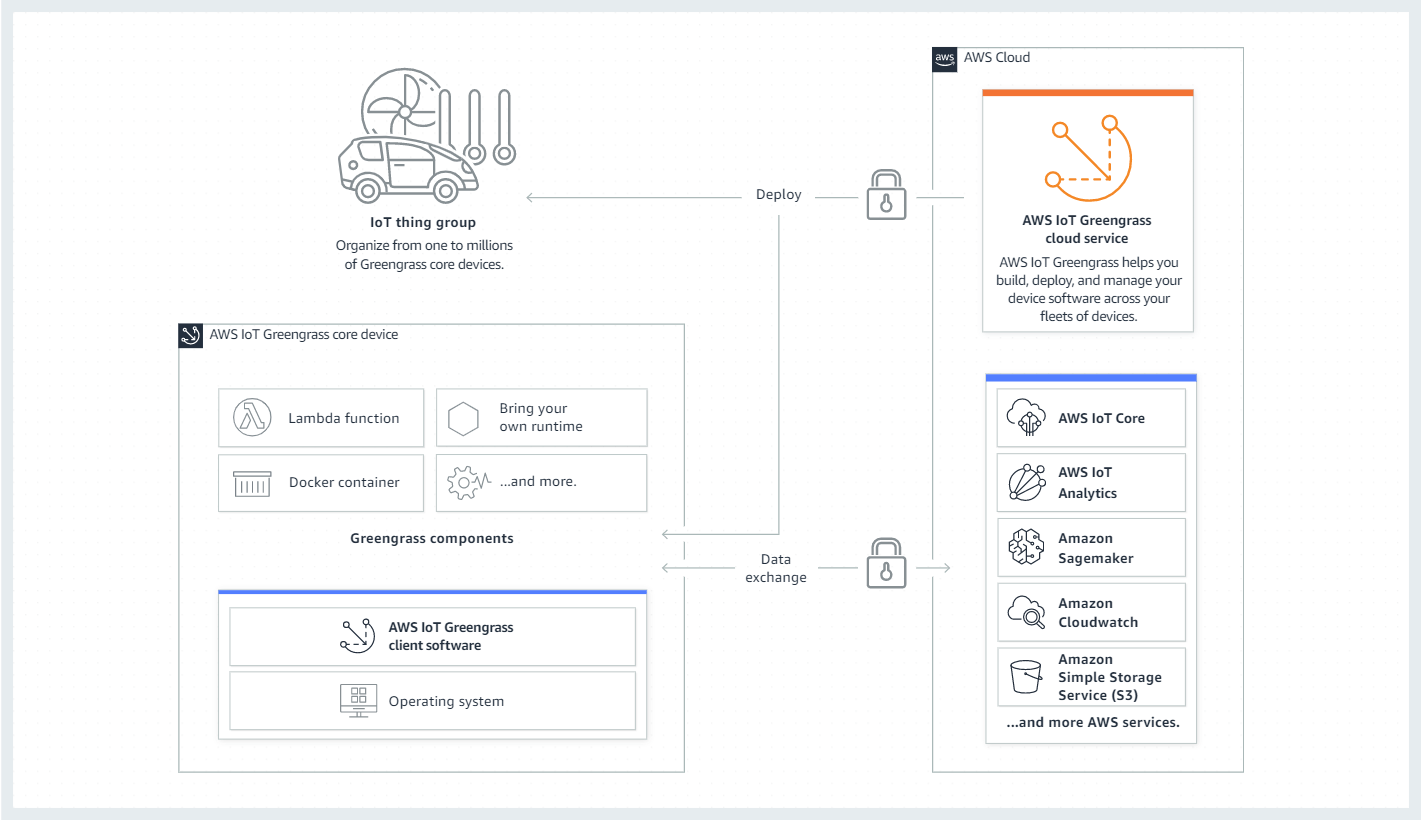 aws
AWS Cloud
AWS IoT Greengrass
cloud service
AWS IoT Greengrass helps you
build, deploy, and manage your
device software across your
fleets of devices.
Deploy
IoT thing group
Organize from one to millions
of Greengrass core devices.
AWS IoT Greengrass core device
Lambda function
Bring your
own runtime
Docker container
...and more.
Greengrass components
AWS IoT Greengrass
client software
Operating system
Data
exchange
AWS IoT Core
AWS IoT
Analytics
Amazon
Sagemaker
Amazon
Cloudwatch
Amazon
Simple Storage
Service (S3)
...and more AWS services.